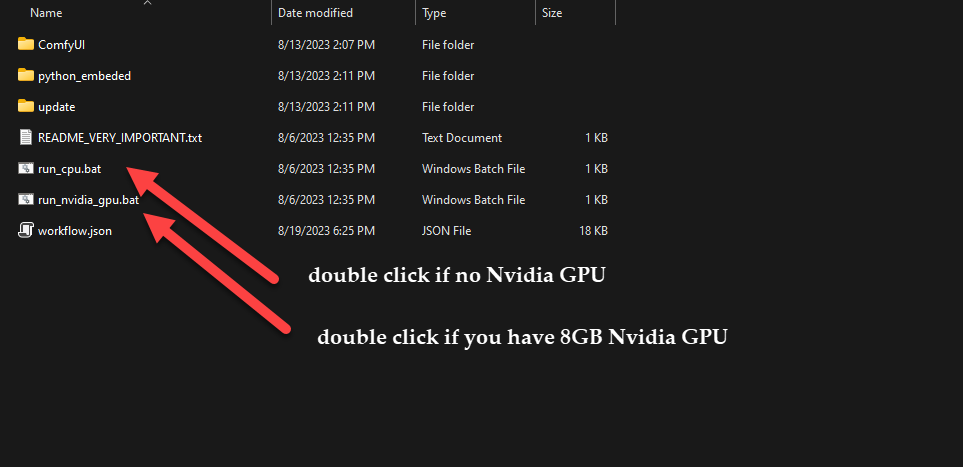 Name Date modified Type Size
ComfyUI 8/13/2023 2:07 PM File folder
python_embeded 8/13/2023 2:11 PM File folder
update 8/13/2023 2:11 PM File folder
README_VERY_IMPORTANT.txt 8/6/2023 12:35 PM Text Document 1 KB
run_cpu.bat 8/6/2023 12:35 PM Windows Batch File 1 KB
run_nvidia_gpu.bat 8/6/2023 12:35 PM Windows Batch File 1 KB
workflow.json 8/19/2023 6:25 PM JSON File 18 KB
double click if no Nvidia GPU
double click if you have 8GB Nvidia GPU